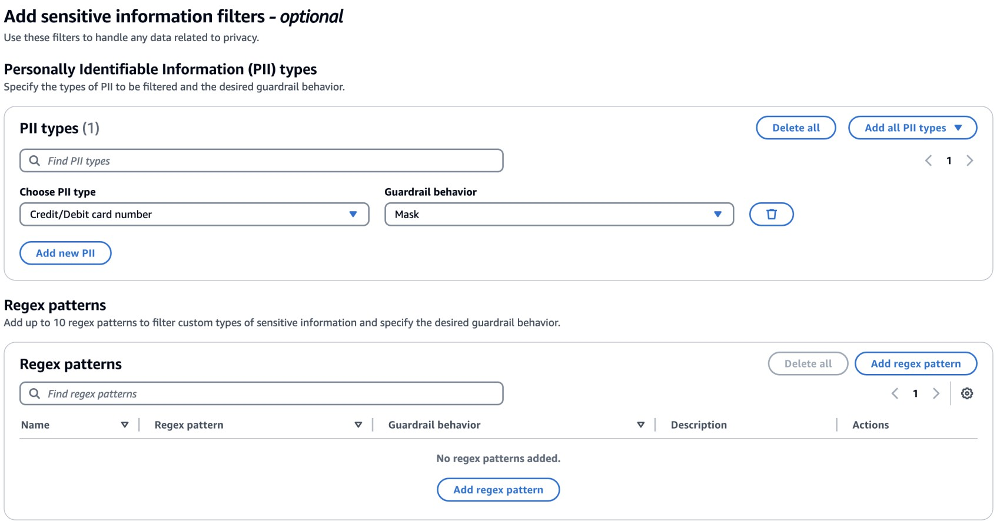 Add sensitive information filters - optional
Use these filters to handle any data related to privacy.
Personally Identifiable Information (PII) types
Specify the types of PII to be filtered and the desired guardrail behavior.
PII types (1)
Delete all
Add all PII types
Find PII types
1
Choose PII type
Guardrail behavior
Credit/Debit card number
Mask
Add new PII
Regex patterns
Add up to 10 regex patterns to filter custom types of sensitive information and specify the desired guardrail behavior.
Regex patterns
Delete all
Add regex pattern
Find regex patterns
1
Name
Regex pattern
Guardrail behavior
Description
Actions
No regex patterns added.
Add regex pattern